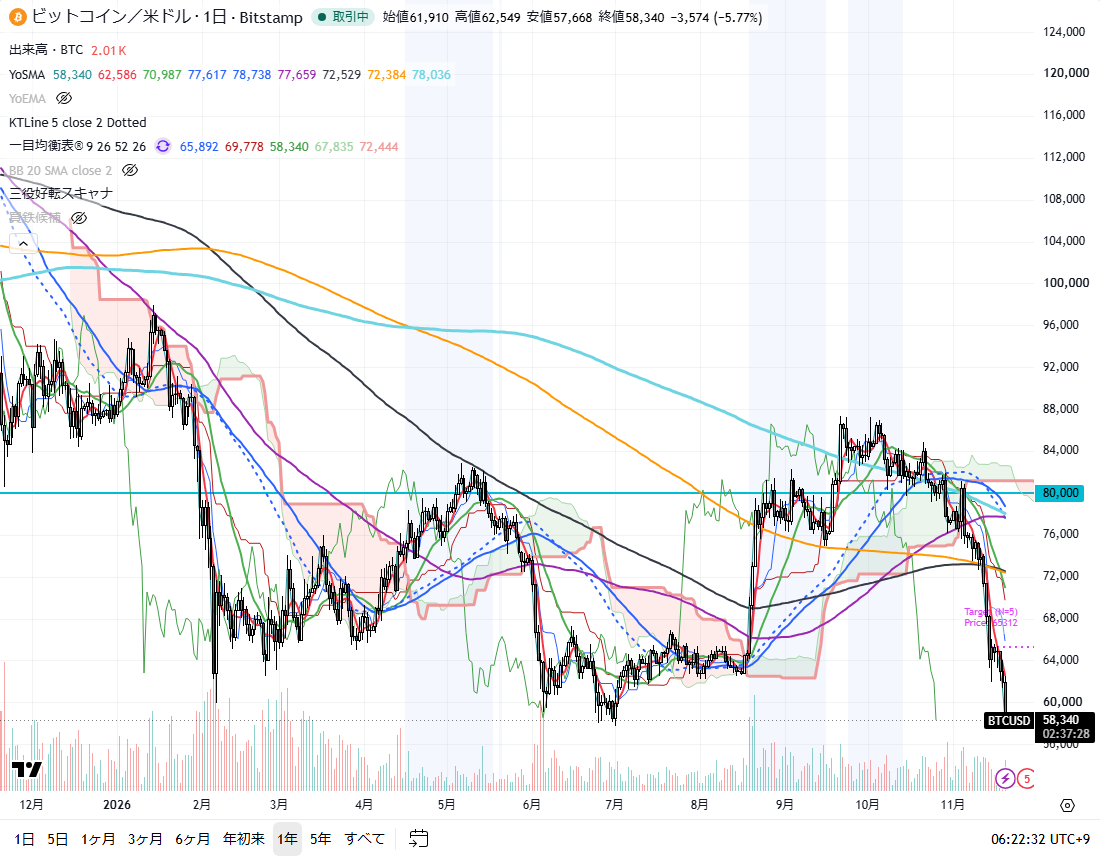 ビットコイン／米ドル · 1日 · Bitstamp 取引中 始値61,910 高値62,549 安値57,668 終値58,340 −3,574 (−5.77%)
出来高 · BTC 2.01K
YoSMA 58,340 62,586 70,987 77,617 78,738 77,659 72,529 72,384 78,036
YoEMA
KTLine 5 close 2 Dotted
一目均衡表® 9 26 52 26 65,892 69,778 58,340 67,835 72,444
BB 20 SMA close 2
三役好転スキャナ
買鉄候補
124,000
120,000
116,000
112,000
108,000
104,000
100,000
96,000
92,000
88,000
84,000
80,000
76,000
72,000
68,000
64,000
60,000
56,000
Target (N=5)
Price: 65312
BTCUSD 58,340
02:37:28
5
12月 2026 2月 3月 4月 5月 6月 7月 8月 9月 10月 11月
1日 5日 1ヶ月 3ヶ月 6ヶ月 年初来 1年 5年 すべて 06:22:32 UTC+9